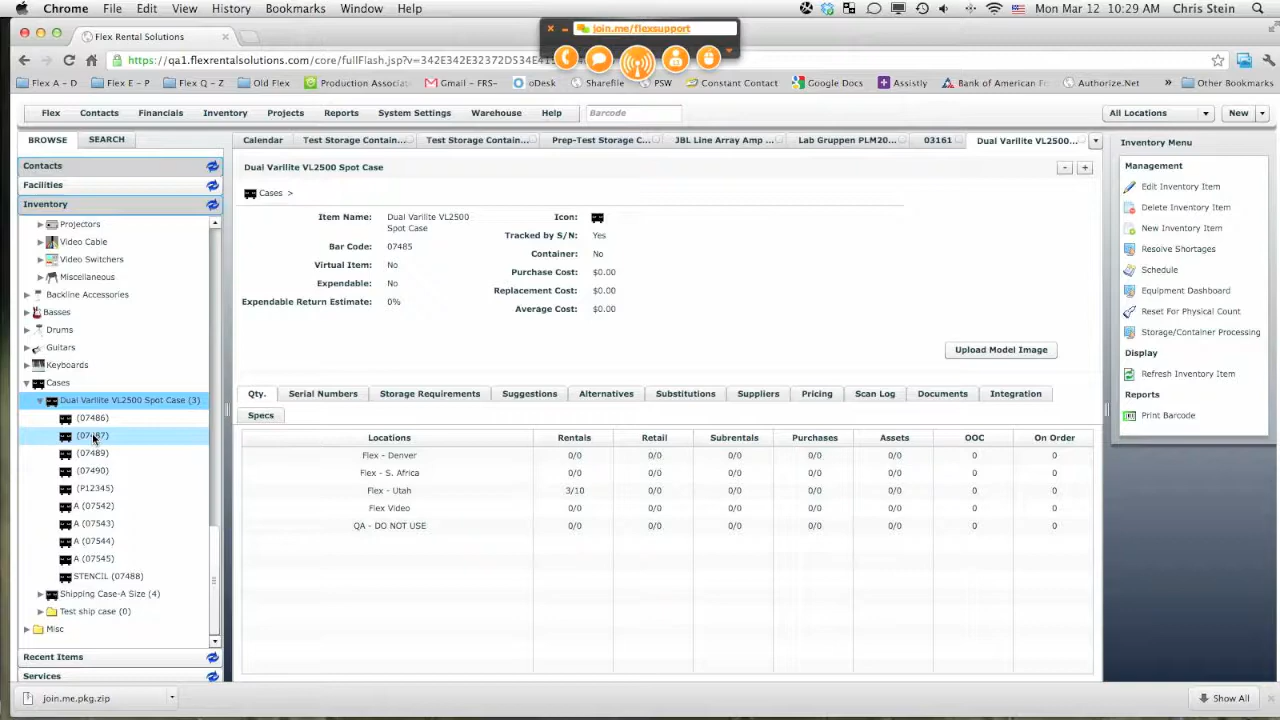 Chrome File Edit View History Bookmarks Window Help Mon Mar 12, 10:29 AM Chris Stein
Flex Rental Solutions
join.me/flexsupport
https://qa1.flexrentalsolutions.com/core/fullFlash.jsp?v=
Flex A - D Flex E - P Flex Q - Z Old Flex Production Associat Gmail - FRS- oDesk Sharefile PSW Constant Contact Google Docs Assistly Bank of American F Authorize.Net » Other Bookmarks
Flex Contacts Financials Inventory Projects Reports System Settings Warehouse Help Barcode All Locations New
BROWSE SEARCH
Calendar Test Storage Contain... Test Storage Contain... Prep-Test Storage C... JBL Line Array Amp ... Lab Gruppen PLM20... 03161 Dual Varilite VL2500...
Contacts
Facilities
Inventory
Projectors
Video Cable
Video Switchers
Miscellaneous
Backline Accessories
Basses
Drums
Guitars
Keyboards
Cases
Dual Varilite VL2500 Spot Case (3)
(07486)
(07487)
(07489)
(07490)
(P12345)
A (07542)
A (07543)
A (07544)
A (07545)
STENCIL (07488)
Shipping Case-A Size (4)
Test ship case (0)
Misc
Recent Items
Services
Dual Varilite VL2500 Spot Case - +
Cases >
Item Name: Dual Varilite VL2500 Spot Case
Bar Code: 07485
Virtual Item: No
Expendable: No
Expendable Return Estimate: 0%
Icon:
Tracked by S/N: Yes
Container: No
Purchase Cost: $0.00
Replacement Cost: $0.00
Average Cost: $0.00
Upload Model Image
Qty. Serial Numbers Storage Requirements Suggestions Alternatives Substitutions Suppliers Pricing Scan Log Documents Integration
Specs
Locations Rentals Retail Subrentals Purchases Assets OOC On Order
Flex - Denver 0/0 0/0 0/0 0/0 0/0 0 0
Flex - S. Africa 0/0 0/0 0/0 0/0 0/0 0 0
Flex - Utah 3/10 0/0 0/0 0/0 0/0 0 0
Flex Video 0/0 0/0 0/0 0/0 0/0 0 0
QA - DO NOT USE 0/0 0/0 0/0 0/0 0/0 0 0
Inventory Menu
Management
Edit Inventory Item
Delete Inventory Item
New Inventory Item
Resolve Shortages
Schedule
Equipment Dashboard
Reset For Physical Count
Storage/Container Processing
Display
Refresh Inventory Item
Reports
Print Barcode
join.me.pkg.zip Show All